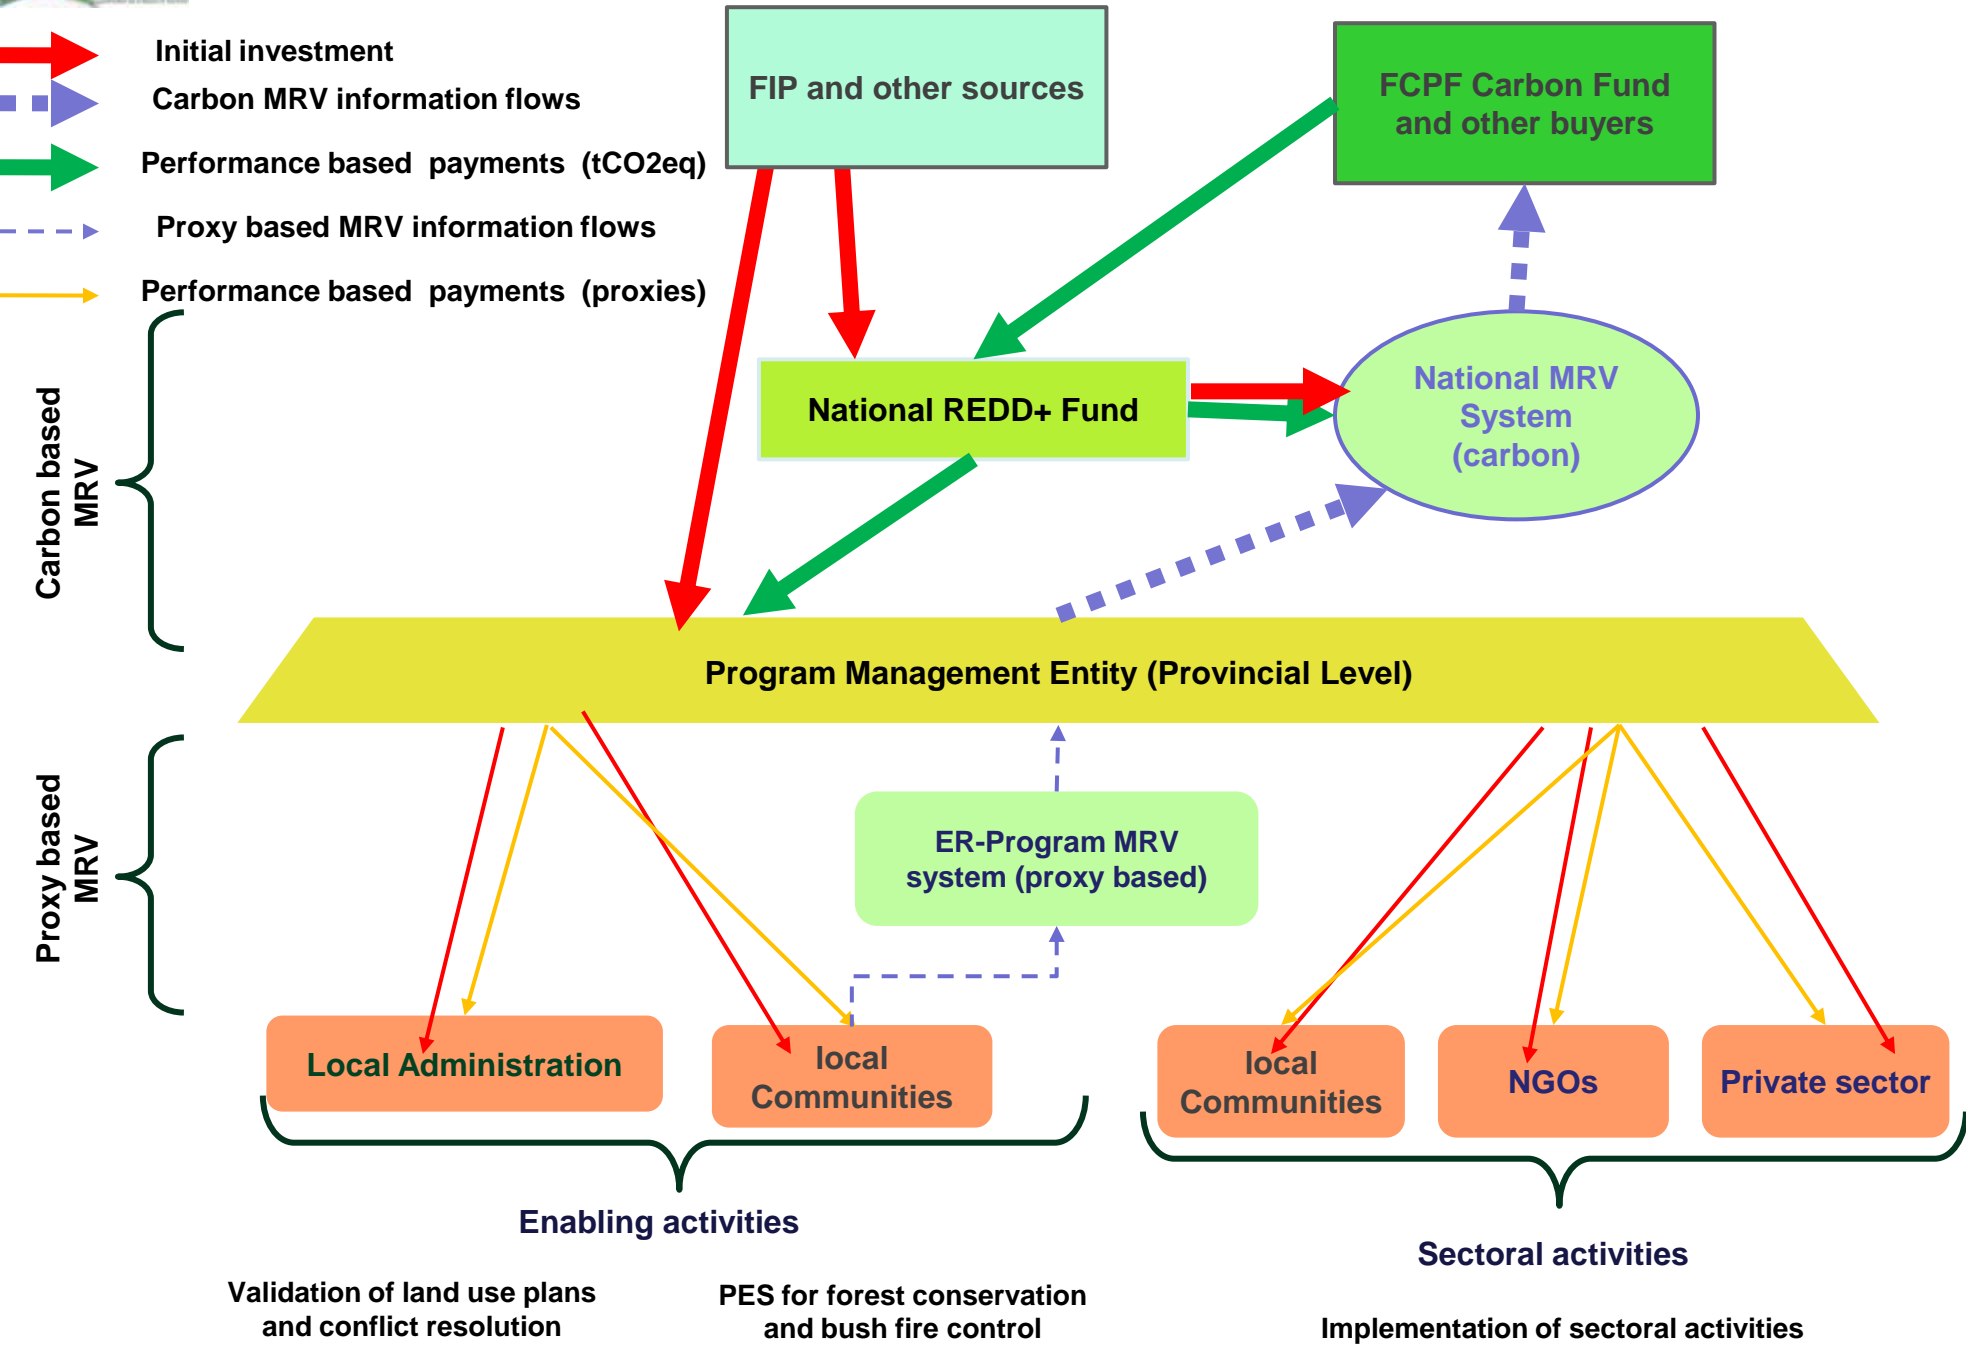 Initial investment
Carbon MRV information flows
Performance based payments (tCO2eq)
Proxy based MRV information flows
Performance based payments (proxies)
FIP and other sources
FCPF Carbon Fund
and other buyers
National REDD+ Fund
National MRV
System
(carbon)
Carbon based
MRV
Program Management Entity (Provincial Level)
Proxy based
MRV
ER-Program MRV
system (proxy based)
Local Administration
local
Communities
local
Communities
NGOs
Private sector
Enabling activities
Sectoral activities
Validation of land use plans
and conflict resolution
PES for forest conservation
and bush fire control
Implementation of sectoral activities